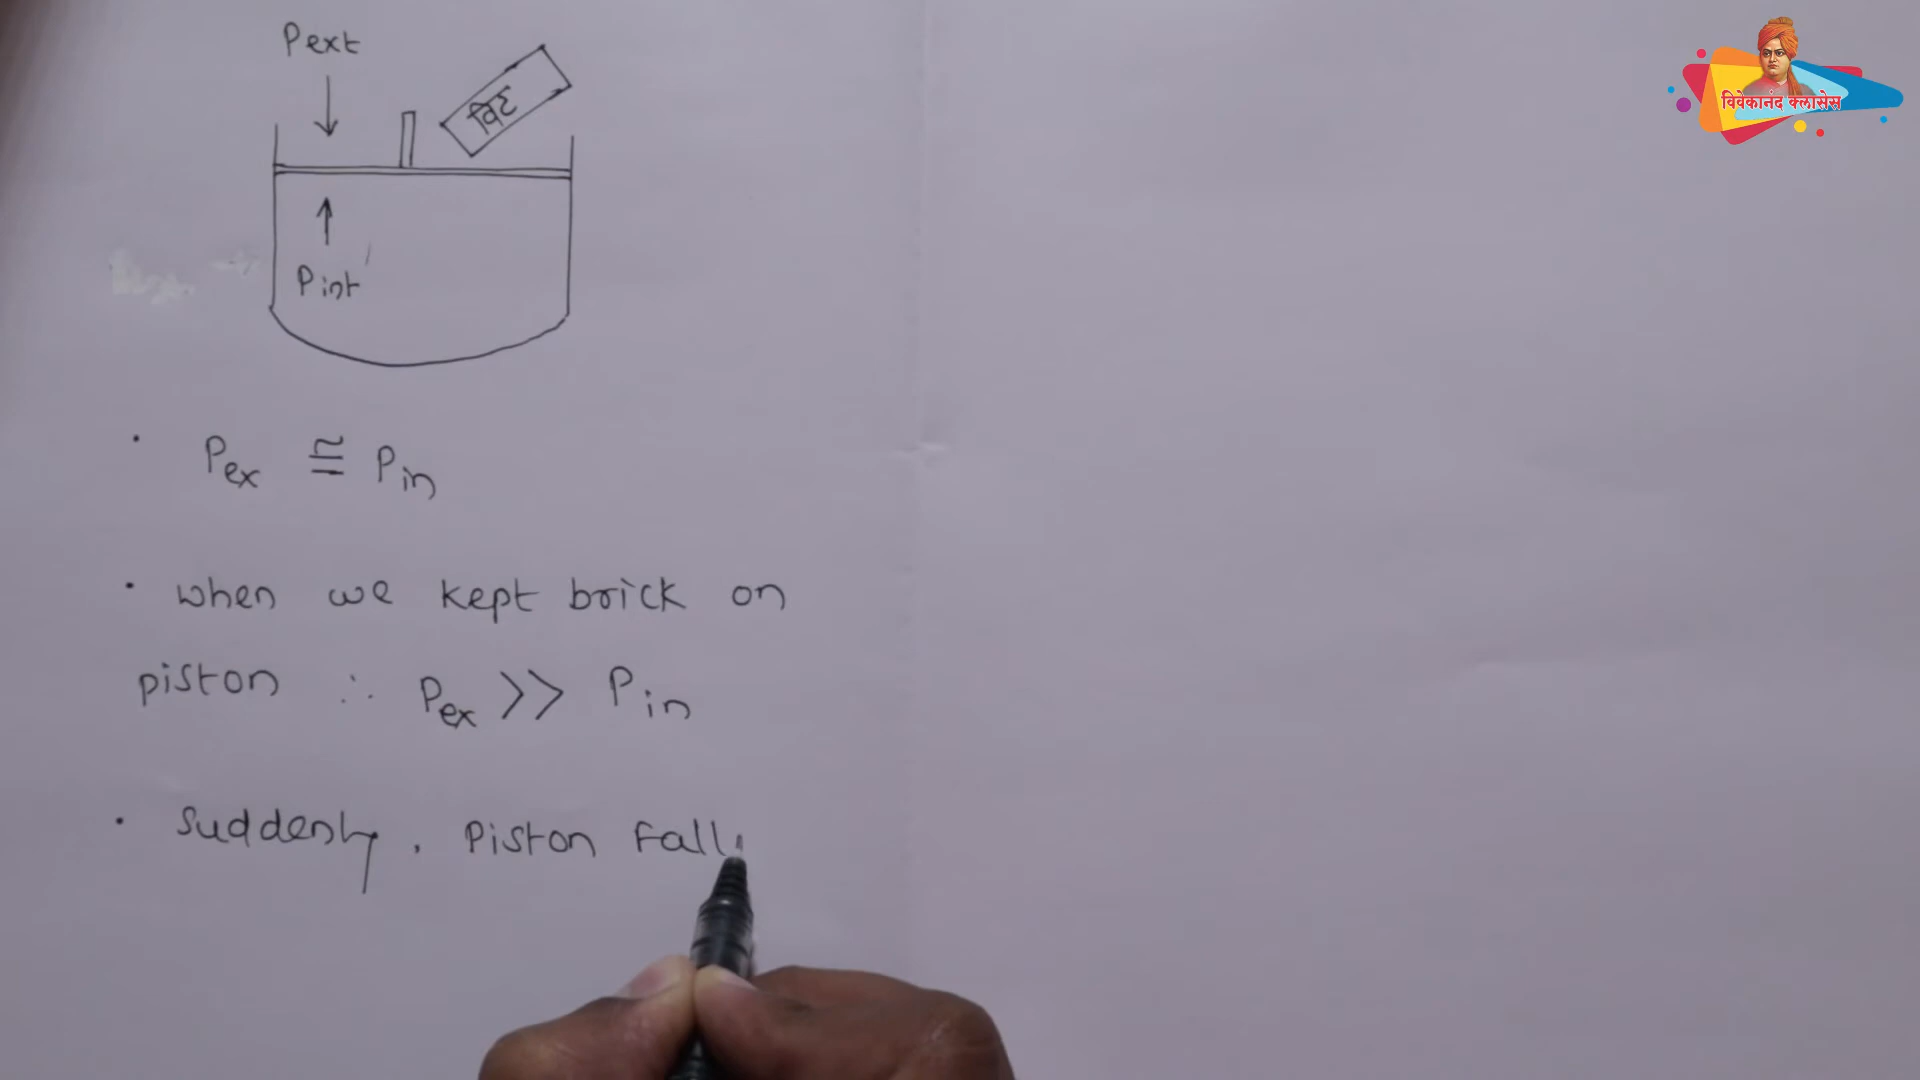 Pext
विट
Pint
विवेकानंद क्लासेस
• Pex ≅ Pin
• when we kept brick on
piston ∴ Pex >> Pin
• suddenly, Piston Fall